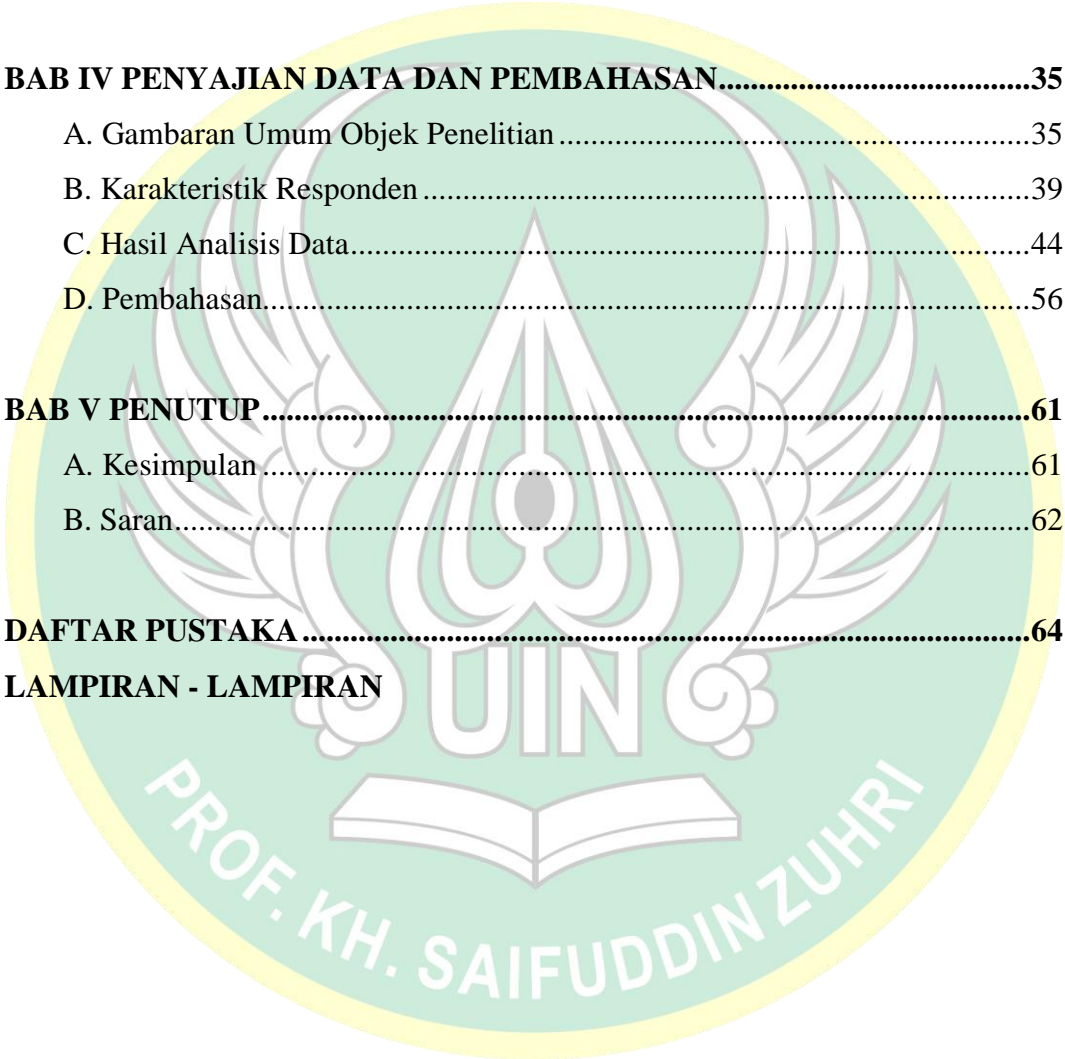 BAB IV PENYAJIAN DATA DAN PEMBAHASAN....................................35
A. Gambaran Umum Objek Penelitian.......................................................35
B. Karakteristik Responden.......................................................................39
C. Hasil Analisis Data................................................................................44
D. Pembahasan..........................................................................................56
BAB V PENUTUP.........................................................................................61
A. Kesimpulan...........................................................................................61
B. Saran.....................................................................................................62
DAFTAR PUSTAKA....................................................................................64
LAMPIRAN - LAMPIRAN
UIN
PROF. KH. SAIFUDDIN ZUHRI